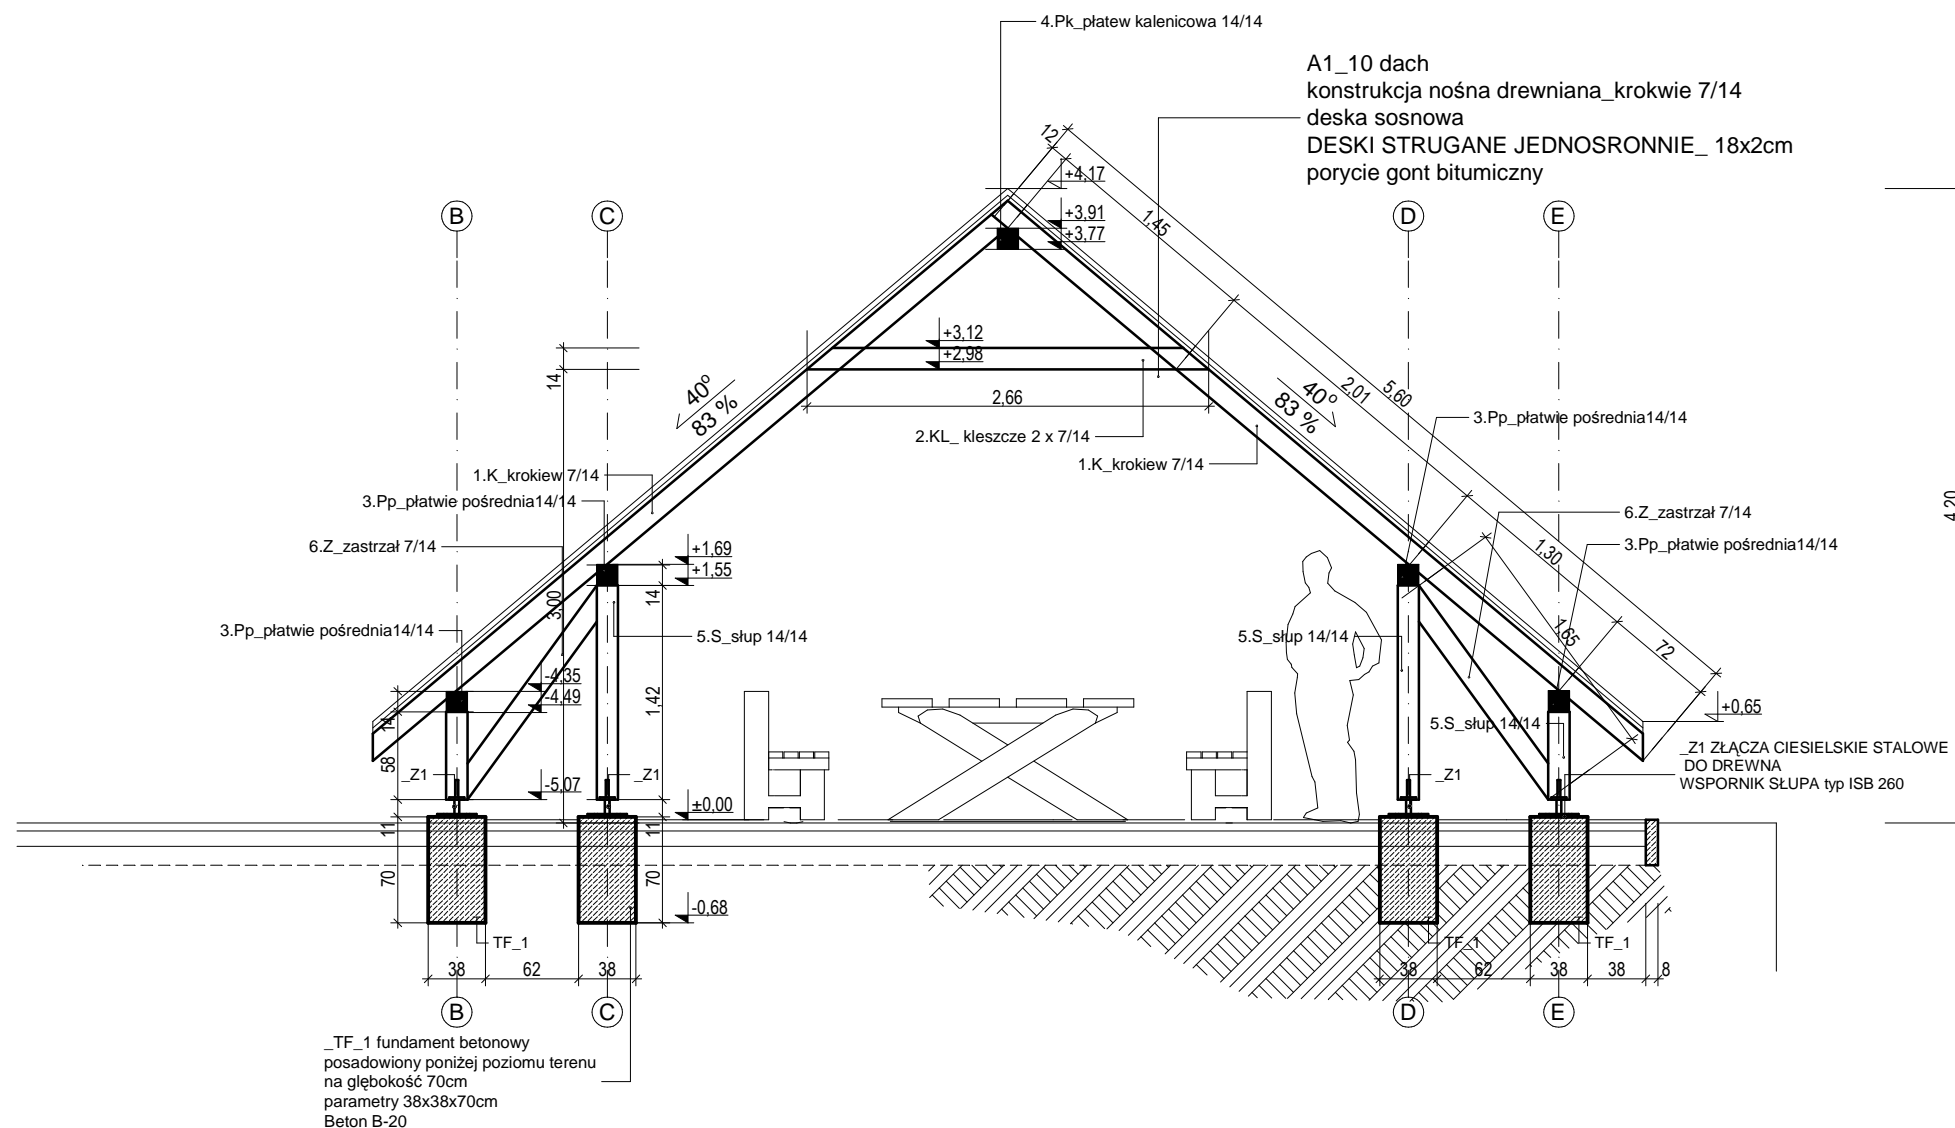 4.Pk_płatew kalenicowa 14/14
A1_10 dach
konstrukcja nośna drewniana_krokwie 7/14
deska sosnowa
DESKI STRUGANE JEDNOSRONNIE_ 18x2cm
porycie gont bitumiczny
12
+4,17
B
C
+3,91
+3,77
1,45
D
E
+3,12
+2,98
14
40°
83 %
2,66
40°
83 %
2,01
5,60
3.Pp_płatwie pośrednia14/14
2.KL_ kleszcze 2 x 7/14
1.K_krokiew 7/14
1.K_krokiew 7/14
3.Pp_płatwie pośrednia14/14
4,20
6.Z_zastrzał 7/14
6.Z_zastrzał 7/14
3.Pp_płatwie pośrednia14/14
1,30
+1,69
+1,55
3,00
14
3.Pp_płatwie pośrednia14/14
5.S_słup 14/14
5.S_słup 14/14
1,65
72
-4,35
-4,49
1,42
14
+0,65
5.S_słup 14/14
58
_Z1
_Z1
_Z1
_Z1 ZŁĄCZA CIESIELSKIE STALOWE
DO DREWNA
WSPORNIK SŁUPA typ ISB 260
-5,07
±0,00
11
11
70
70
-0,68
TF_1
TF_1
TF_1
38
62
38
38
62
38
38
8
B
C
D
E
_TF_1 fundament betonowy
posadowiony poniżej poziomu terenu
na głębokość 70cm
parametry 38x38x70cm
Beton B-20